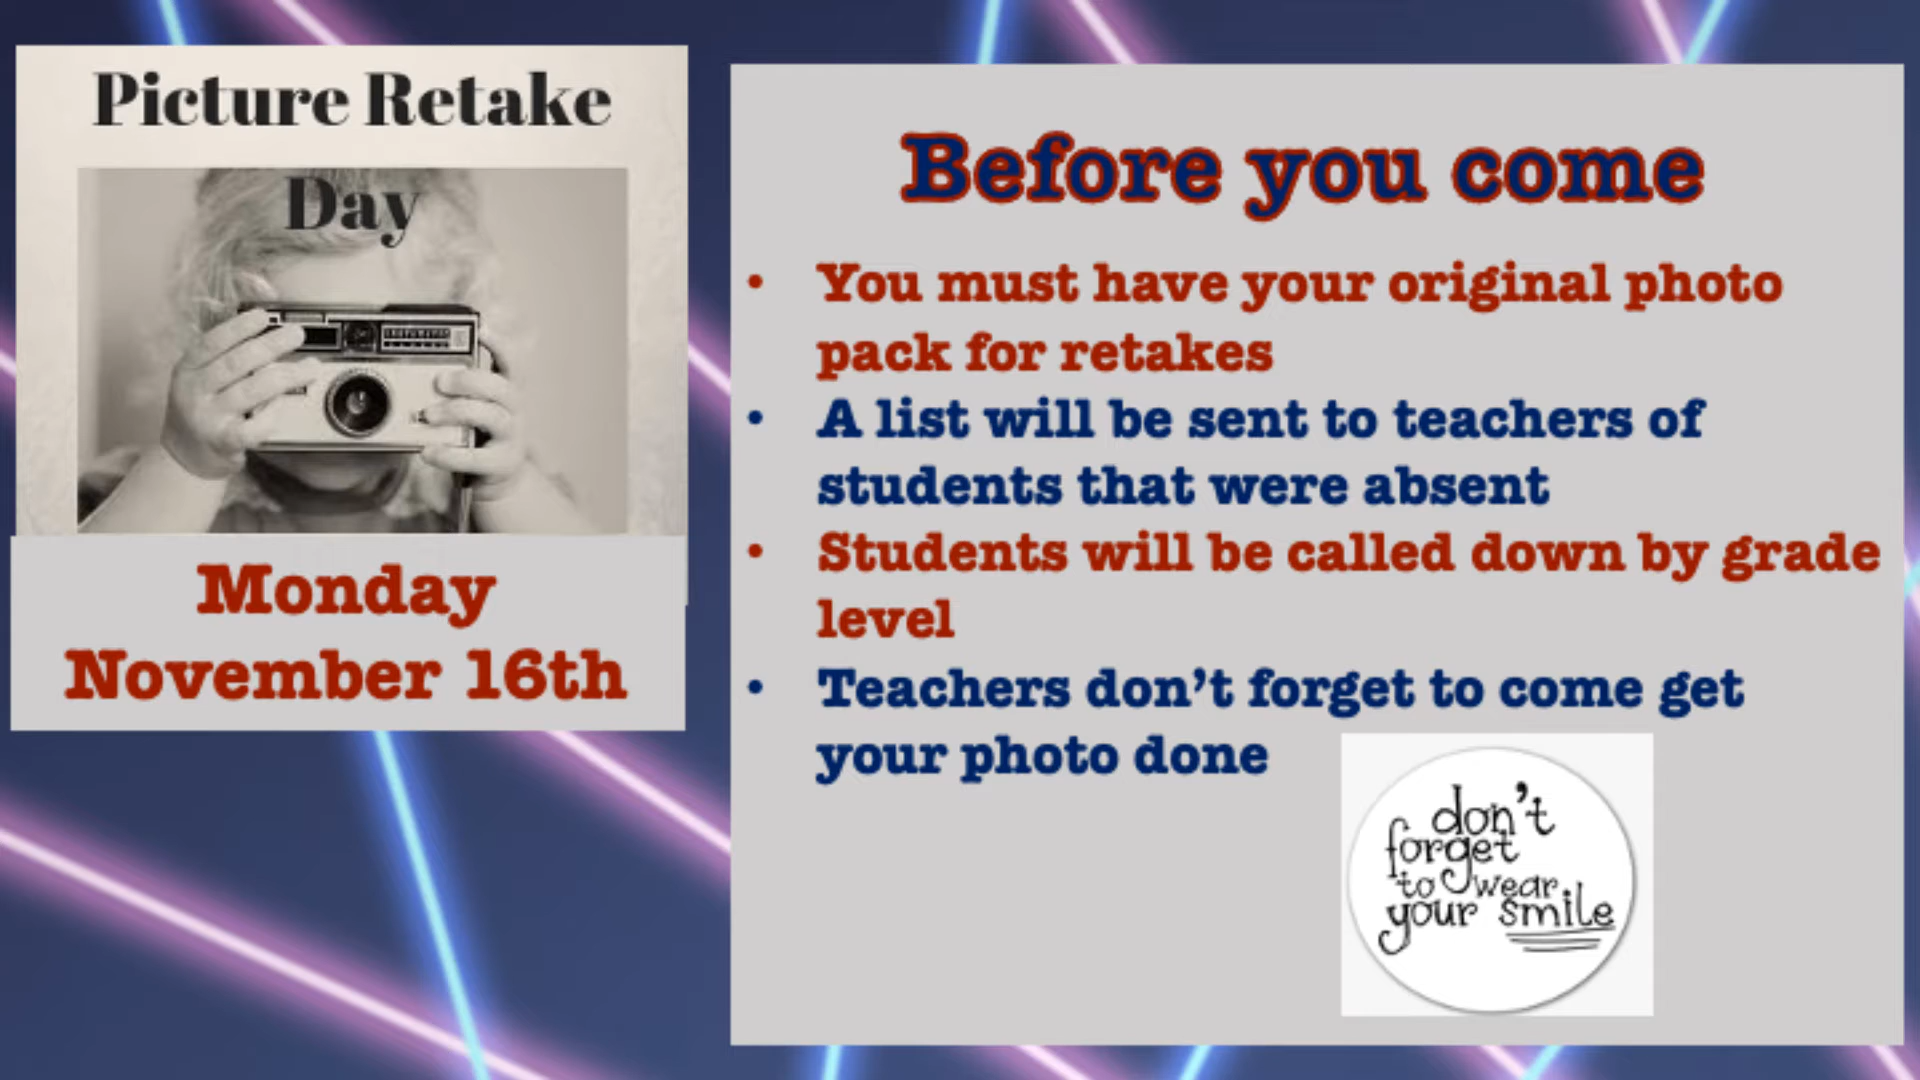 Picture Retake
Day
Monday
November 16th
Before you come
• You must have your original photo
pack for retakes
• A list will be sent to teachers of
students that were absent
• Students will be called down by grade
level
• Teachers don't forget to come get
your photo done
don't
forget
to wear
your smile